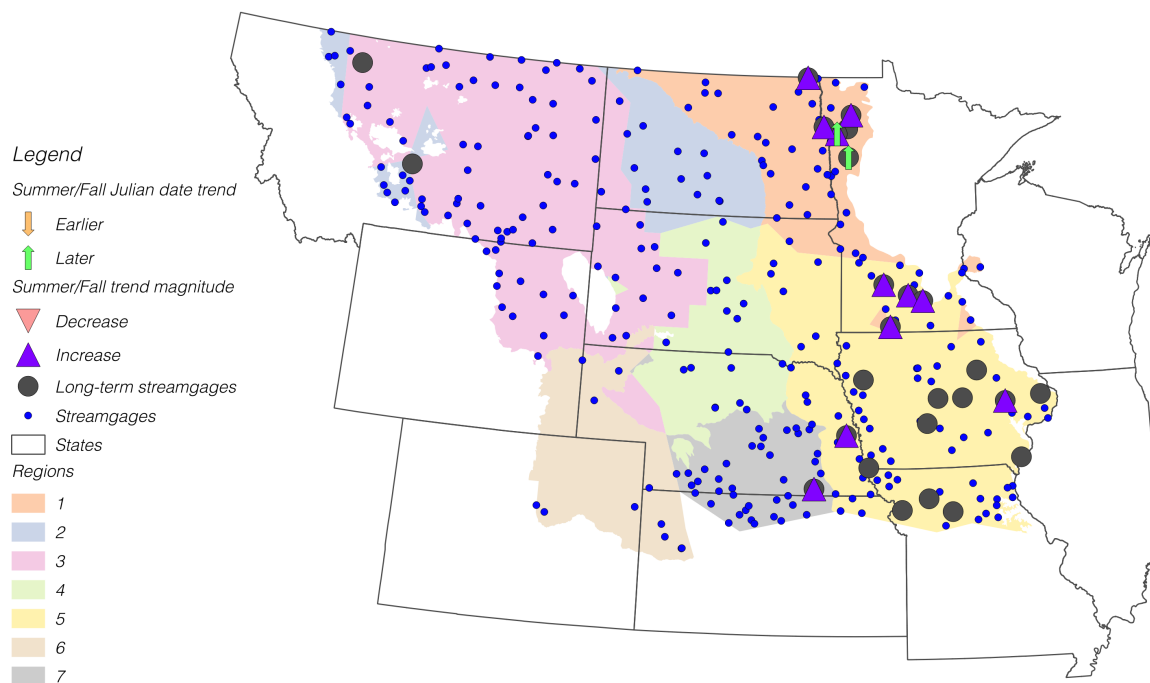 Legend
Summer/Fall Julian date trend
Earlier
Later
Summer/Fall trend magnitude
Decrease
Increase
Long-term streamgages
Streamgages
States
Regions
1
2
3
4
5
6
7